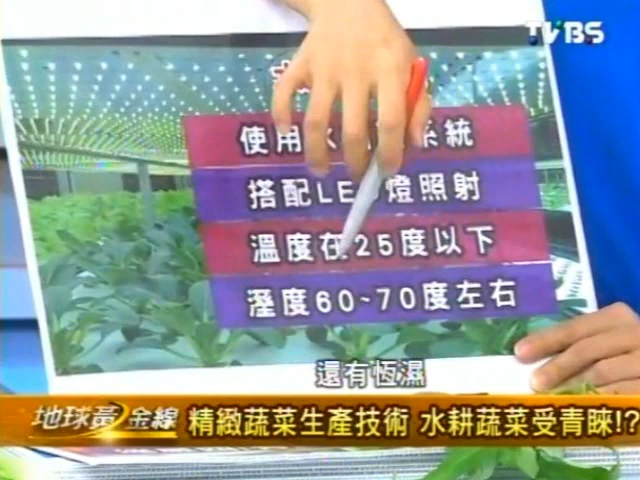 TVBS
使用水 系統
搭配LE 燈照射
溫度在25度以下
溼度60~70度左右
還有恆濕
地球黃金線
精緻蔬菜生產技術 水耕蔬菜受青睞!?